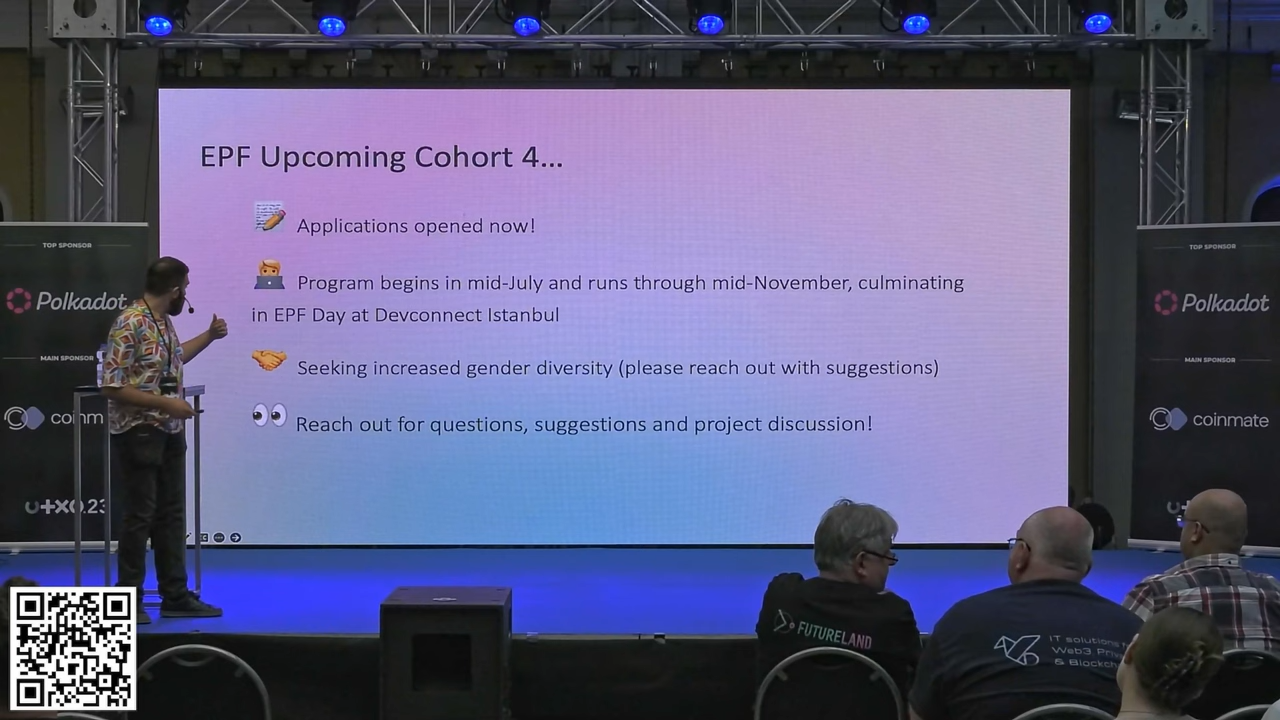 EPF Upcoming Cohort 4...
Applications opened now!
Program begins in mid-July and runs through mid-November, culminating
in EPF Day at Devconnect Istanbul
Seeking increased gender diversity (please reach out with suggestions)
Reach out for questions, suggestions and project discussion!
TOP SPONSOR
Polkadot
MAIN SPONSOR
coinm
utxo.23
TOP SPONSOR
Polkadot
MAIN SPONSOR
coinmate
FUTURELAND
IT solutions
Web3
& Blockch